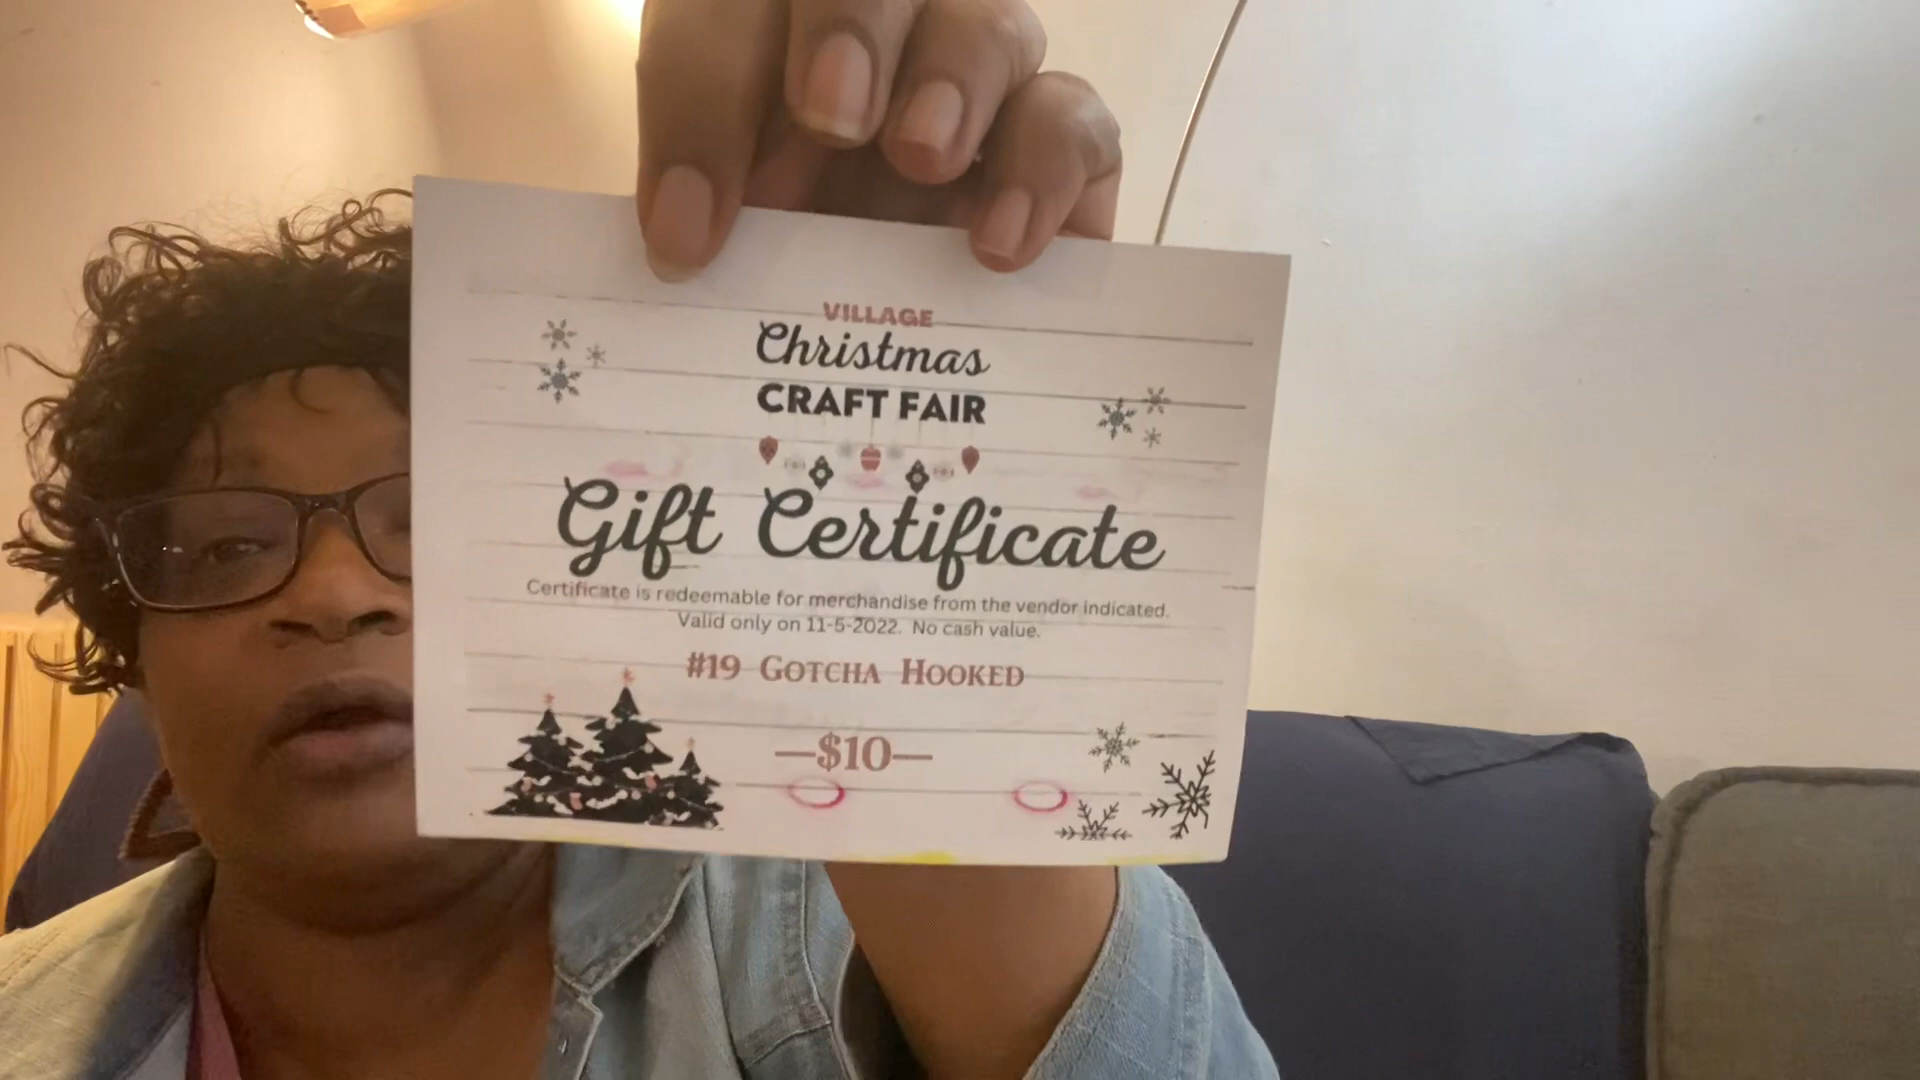 VILLAGE
Christmas
CRAFT FAIR
Gift Certificate
Certificate is redeemable for merchandise from the vendor indicated.
Valid only on 11-5-2022. No cash value.
#19 GOTCHA HOOKED
—$10—